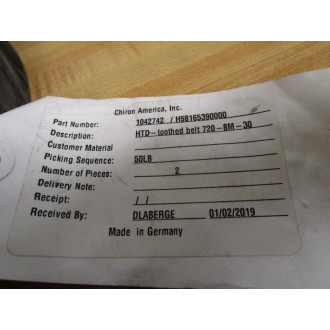 Chiron America, Inc.
Part Number: 1042742 / H58165390000
Description: HTD-toothed belt 720-8M-30
Customer Material
Picking Sequence: 50LB
Number of Pieces: 2
Delivery Note:
Receipt: / /
Received By: DLABERGE 01/02/2019
Made in Germany